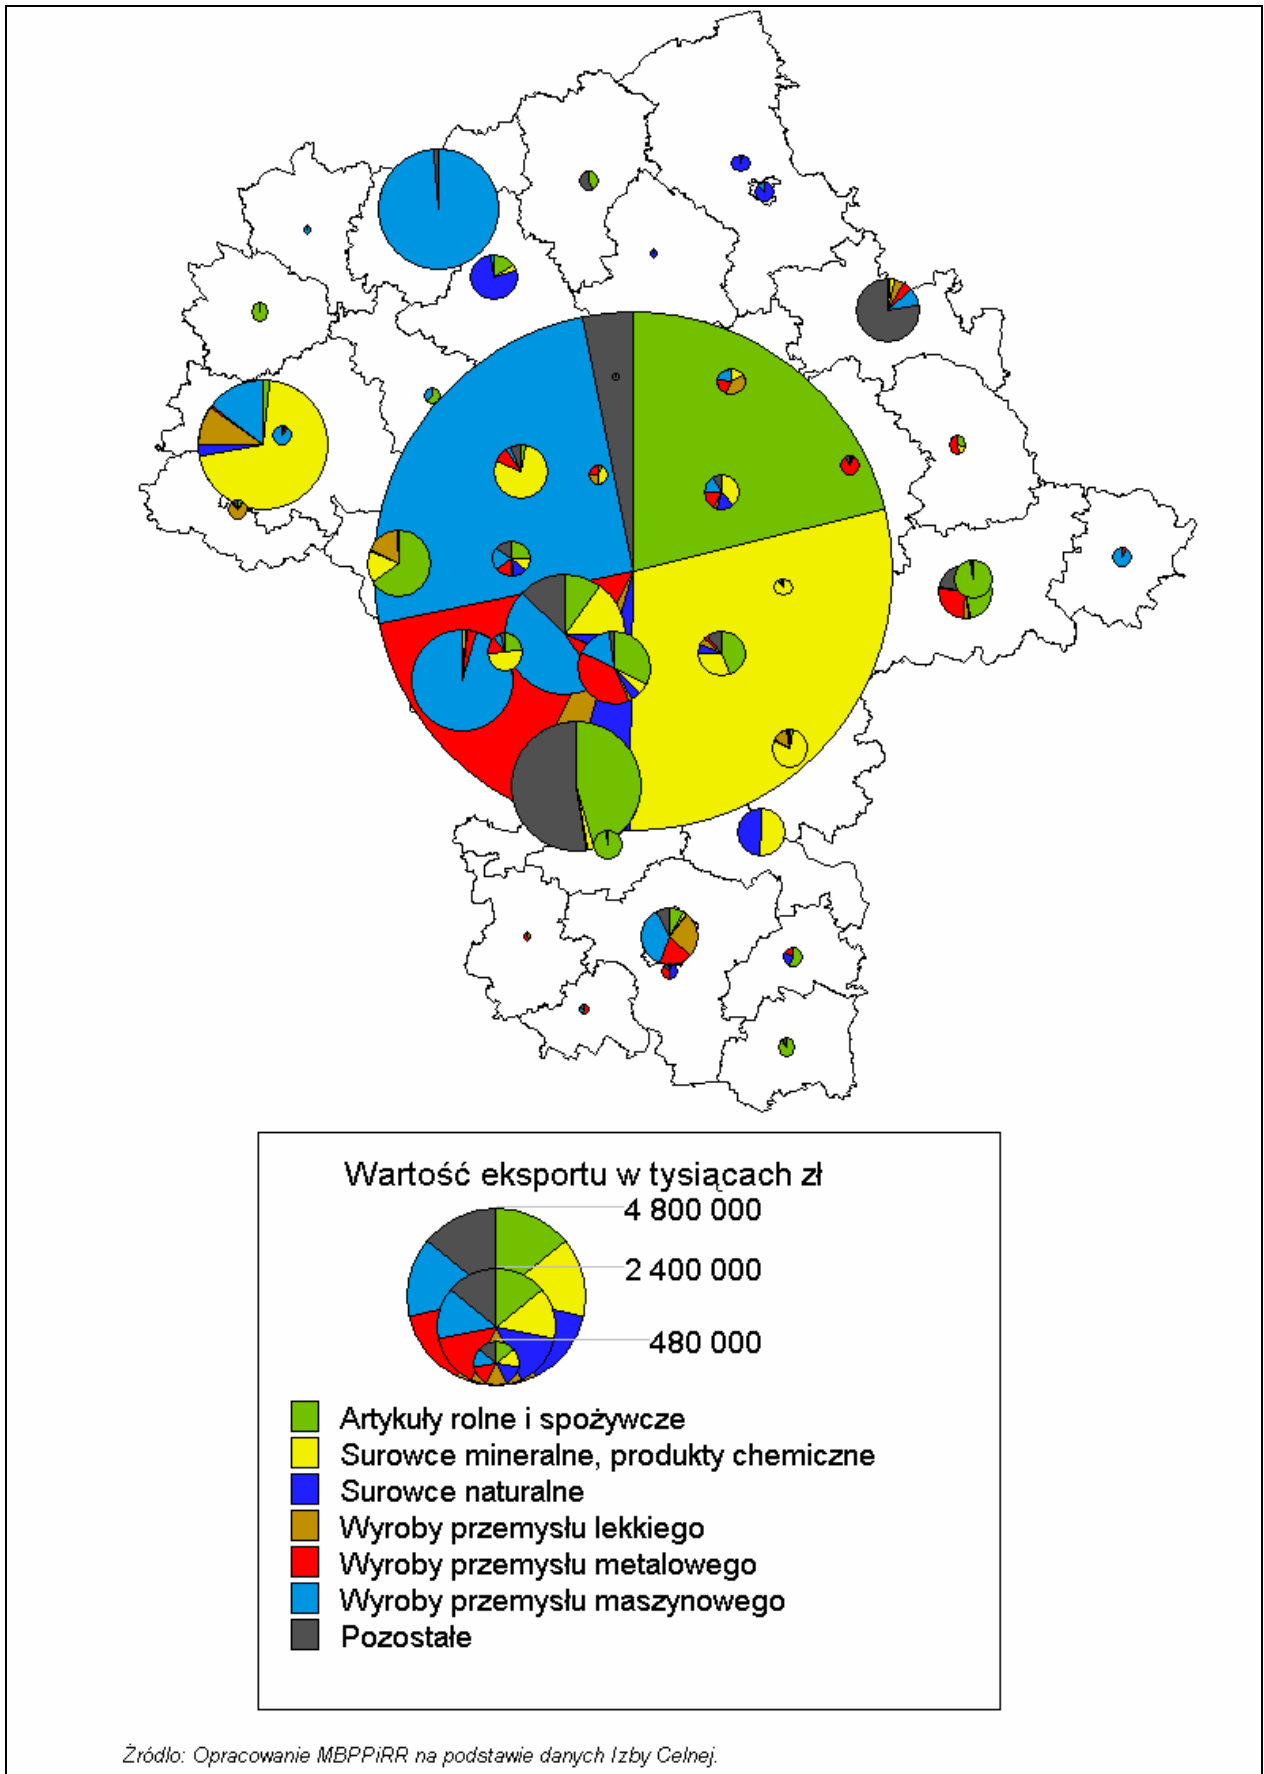 Wartość eksportu w tysiącach zł
4 800 000
2 400 000
480 000
Artykuły rolne i spożywcze
Surowce mineralne, produkty chemiczne
Surowce naturalne
Wyroby przemysłu lekkiego
Wyroby przemysłu metalowego
Wyroby przemysłu maszynowego
Pozostałe
Źródło: Opracowanie MBPPiRR na podstawie danych Izby Celnej.